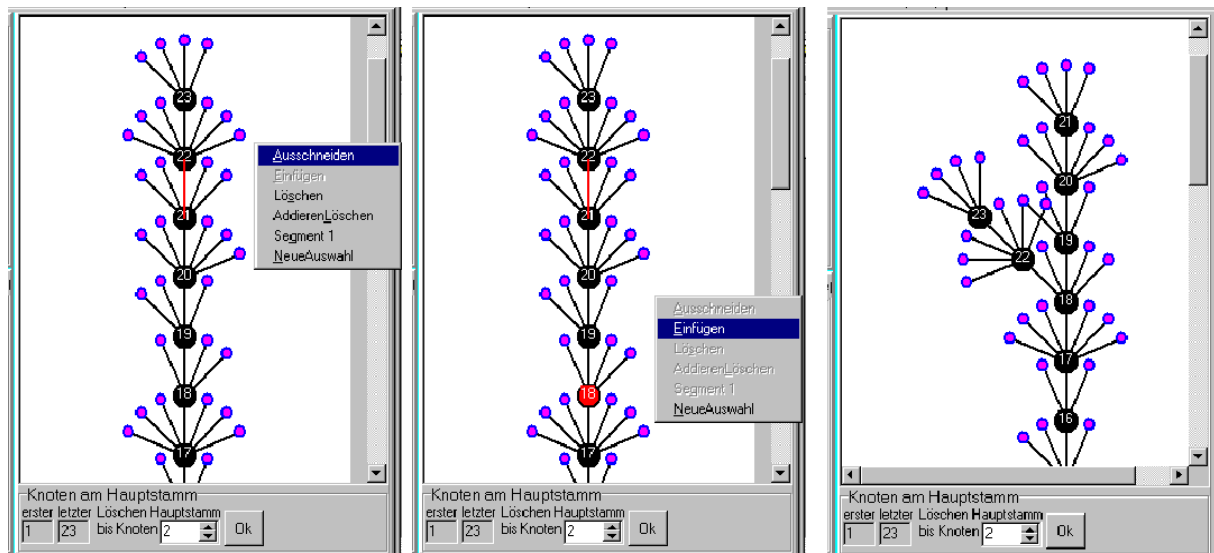 23
22
21
20
19
18
17
Ausschneiden
Einfügen
Löschen
AddierenLöschen
Segment 1
NeueAuswahl
Knoten am Hauptstamm
erster letzter Löschen Hauptstamm
1 23 bis Knoten 2 Ok
23
22
21
20
19
18
17
Ausschneiden
Einfügen
Löschen
AddierenLöschen
Segment 1
NeueAuswahl
Knoten am Hauptstamm
erster letzter Löschen Hauptstamm
1 23 bis Knoten 2 Ok
21
20
23
19
22
18
17
16
Knoten am Hauptstamm
erster letzter Löschen Hauptstamm
1 23 bis Knoten 2 Ok